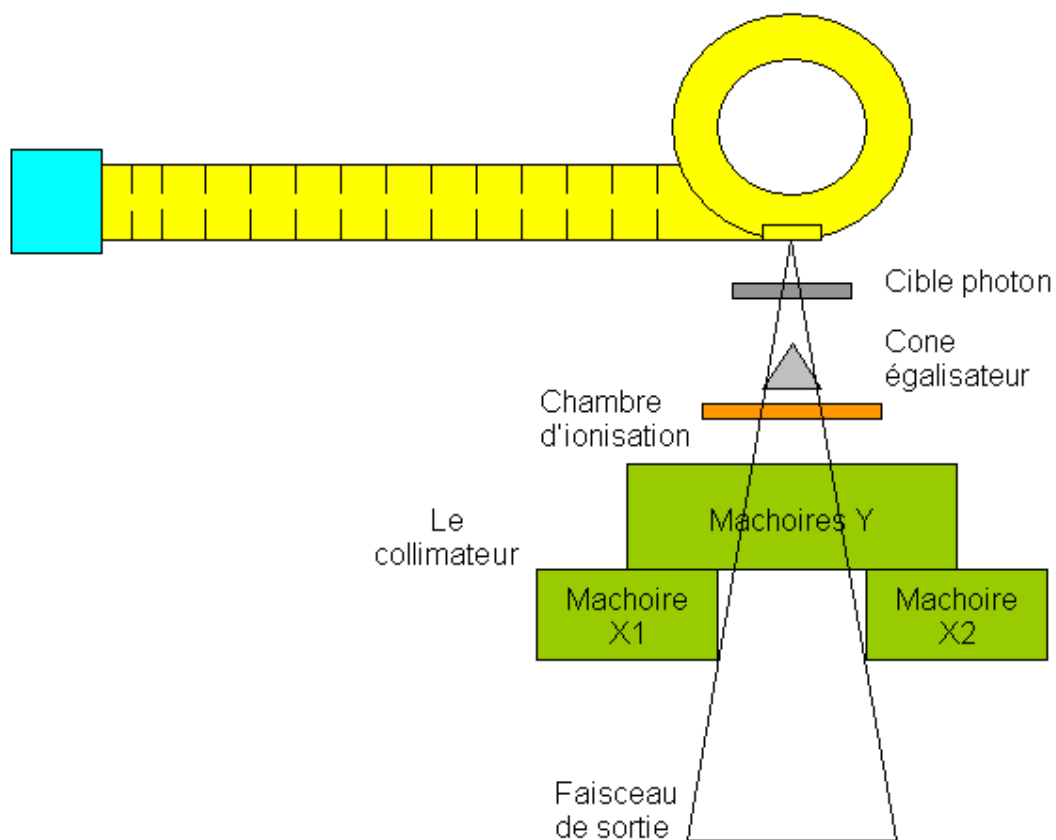 Cible photon
Cone
égalisateur
Chambre
d'ionisation
Le
collimateur
Machoires Y
Machoire
X1
Machoire
X2
Faisceau
de sortie